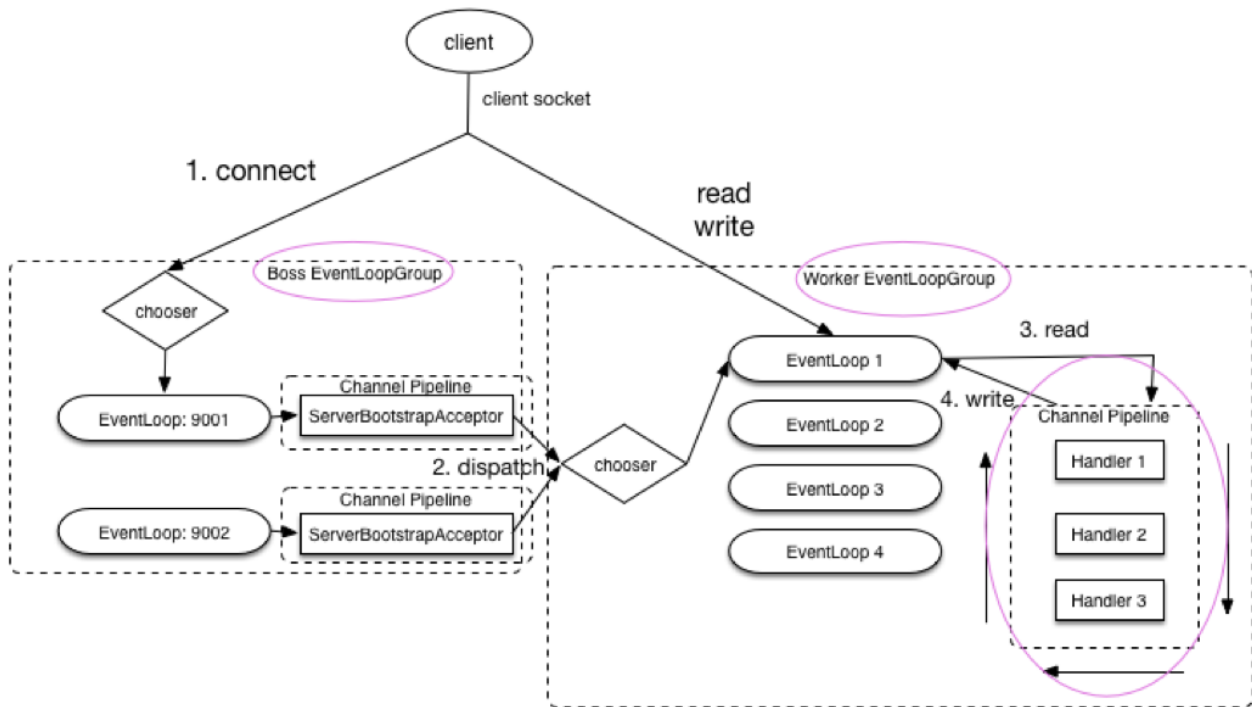 client
client socket
1. connect
read
write
Boss EventLoopGroup
Worker EventLoopGroup
chooser
3. read
EventLoop 1
Channel Pipeline
EventLoop: 9001
ServerBootstrapAcceptor
4. write
Channel Pipeline
EventLoop 2
2. dispatch
chooser
Handler 1
EventLoop 3
Channel Pipeline
EventLoop: 9002
ServerBootstrapAcceptor
Handler 2
EventLoop 4
Handler 3